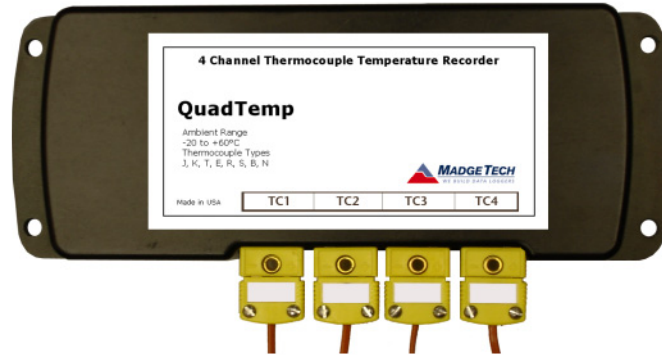 4 Channel Thermocouple Temperature Recorder
QuadTemp
Ambient Range
-20 to +60°C
Thermocouple Types
J, K, T, E, R, S, B, N
MADGETECH
WE BUILD DATA LOGGERS
Made in USA
TC1 TC2 TC3 TC4